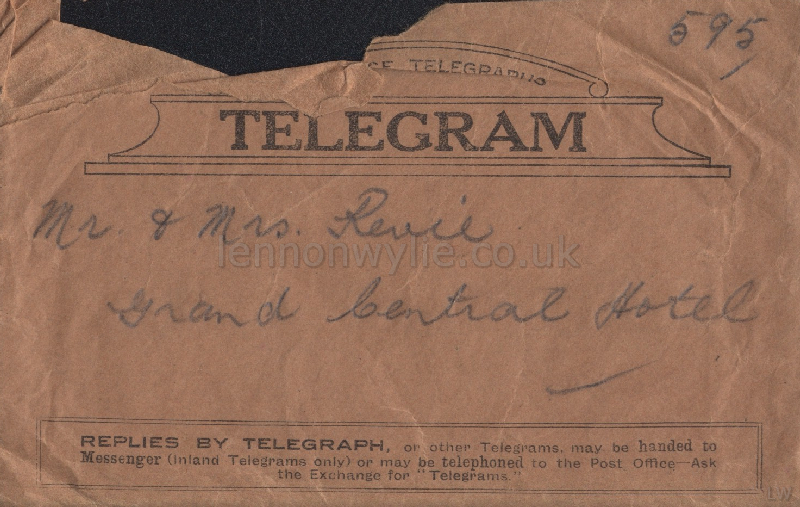 595
CE TELEGRAPHS
TELEGRAM
Mr. & Mrs. Revie
lennonwylie.co.uk
Grand Central Hotel
REPLIES BY TELEGRAPH, or other Telegrams, may be handed to
Messenger (Inland Telegrams only) or may be telephoned to the Post Office—Ask
the Exchange for "Telegrams."
LW